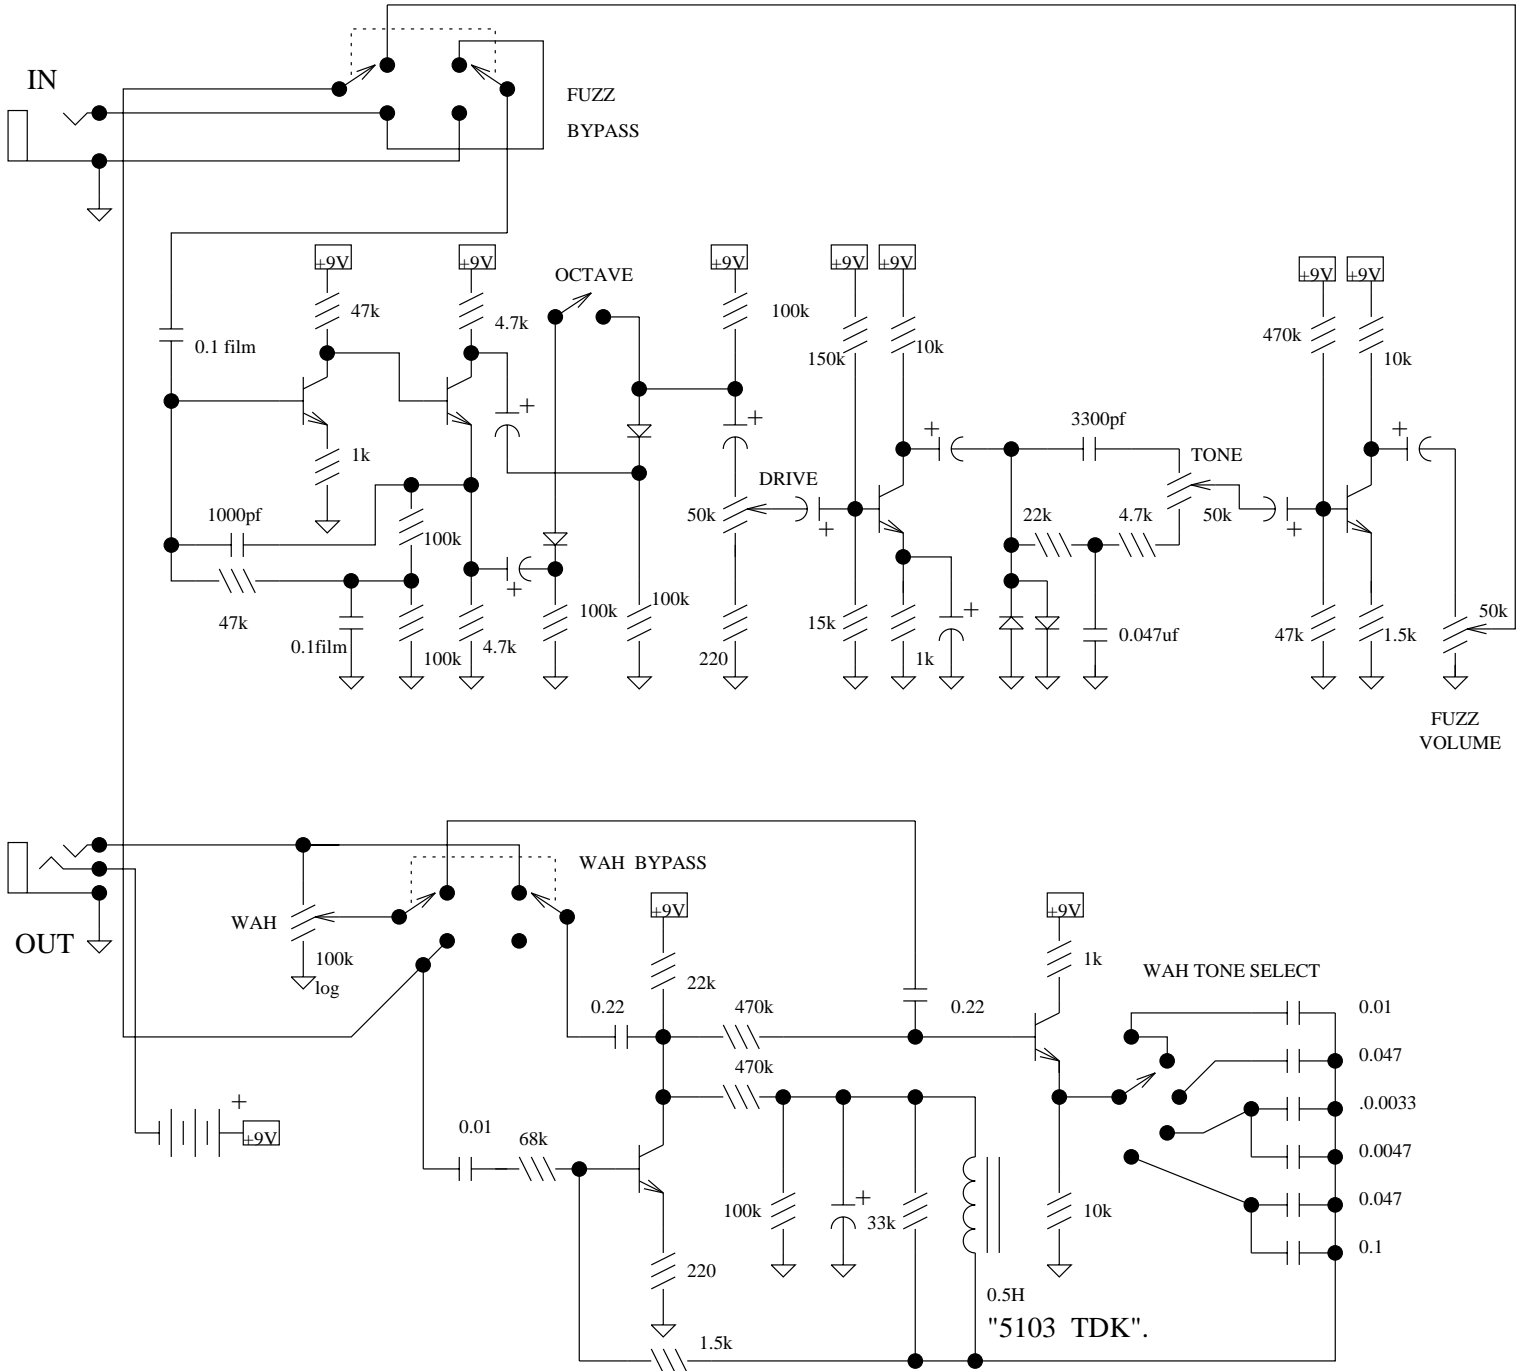 IN
FUZZ
BYPASS
+9V
+9V
OCTAVE
+9V
+9V
+9V
+9V
+9V
47k
4.7k
100k
150k
10k
470k
10k
0.1 film
3300pf
1k
DRIVE
TONE
1000pf
100k
50k
22k
4.7k
50k
47k
0.1film
100k
4.7k
100k
100k
220
15k
1k
0.047uf
47k
1.5k
50k
FUZZ
VOLUME
WAH BYPASS
WAH
+9V
+9V
OUT
100k
log
22k
1k
WAH TONE SELECT
0.22
470k
0.22
0.01
470k
0.047
.0.0033
+9V
0.01
68k
0.0047
100k
33k
10k
0.047
0.1
220
0.5H
"5103 TDK".
1.5k